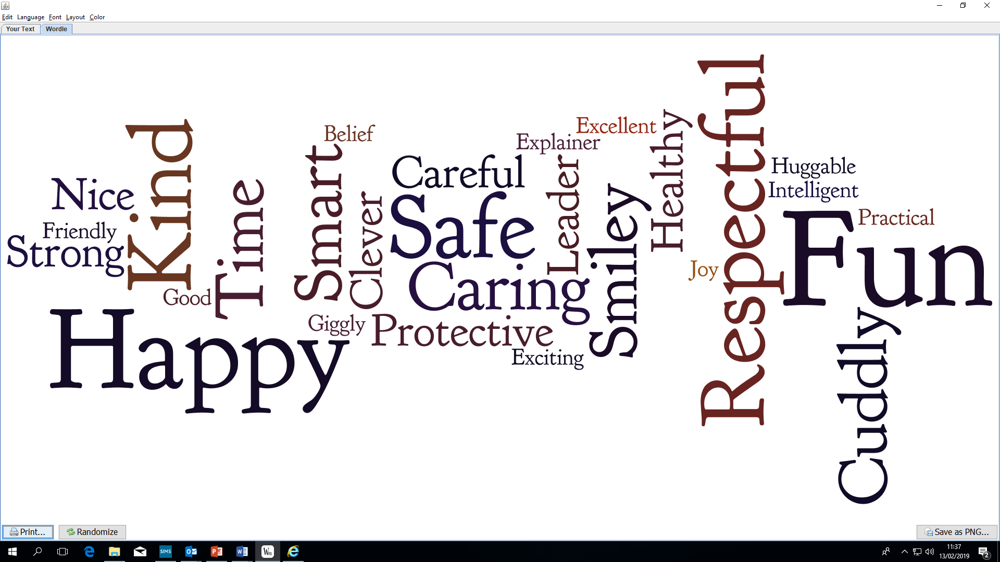 Edit Language Font Layout Color
Your Text Wordle
Respectful
Kind
Excellent
Healthy
Belief
Explainer
Smart
Careful
Leader
Huggable
Nice
Time
Smiley
Intelligent
Clever
Safe
Fun
Practical
Friendly
Strong
Caring
Joy
Good
Happy
Giggly
Protective
Cuddly
Exciting
Print...
Randomize
Save as PNG...
SIMS
11:37
13/02/2019
2